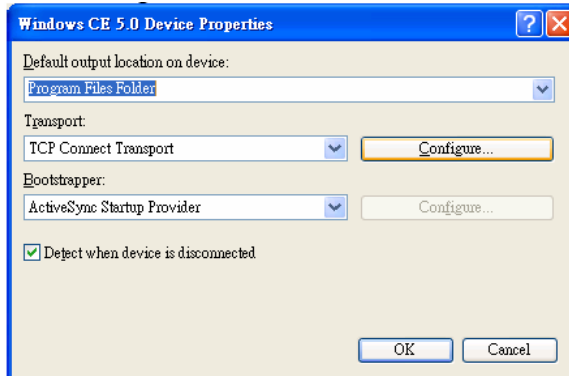 Windows CE 5.0 Device Properties
Default output location on device:
Program Files Folder
Transport:
TCP Connect Transport
Configure...
Bootstrapper:
ActiveSync Startup Provider
Configure...
Detect when device is disconnected
OK
Cancel